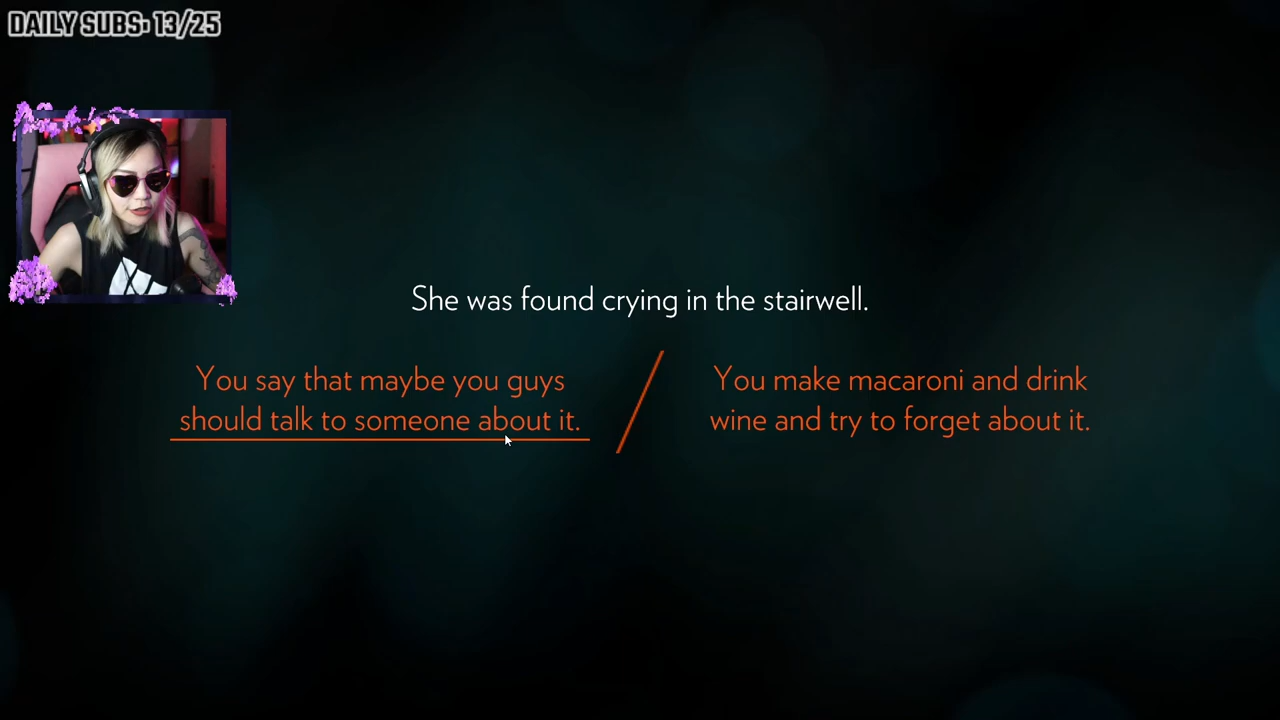 DAILY SUBS: 13/25
She was found crying in the stairwell.
You say that maybe you guys
should talk to someone about it.
You make macaroni and drink
wine and try to forget about it.